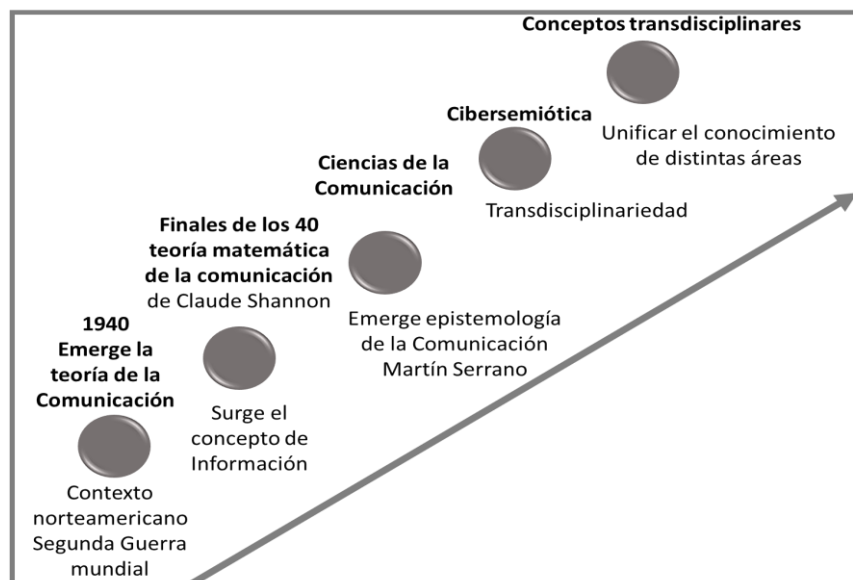 Conceptos transdisciplinares
Unificar el conocimiento
de distintas áreas
Cibersemiótica
Transdisciplinariedad
Ciencias de la
Comunicación
Emerge epistemología
de la Comunicación
Martín Serrano
Finales de los 40
teoría matemática
de la comunicación
de Claude Shannon
Surge el
concepto de
Información
1940
Emerge la
teoría de la
Comunicación
Contexto
norteamericano
Segunda Guerra
mundial